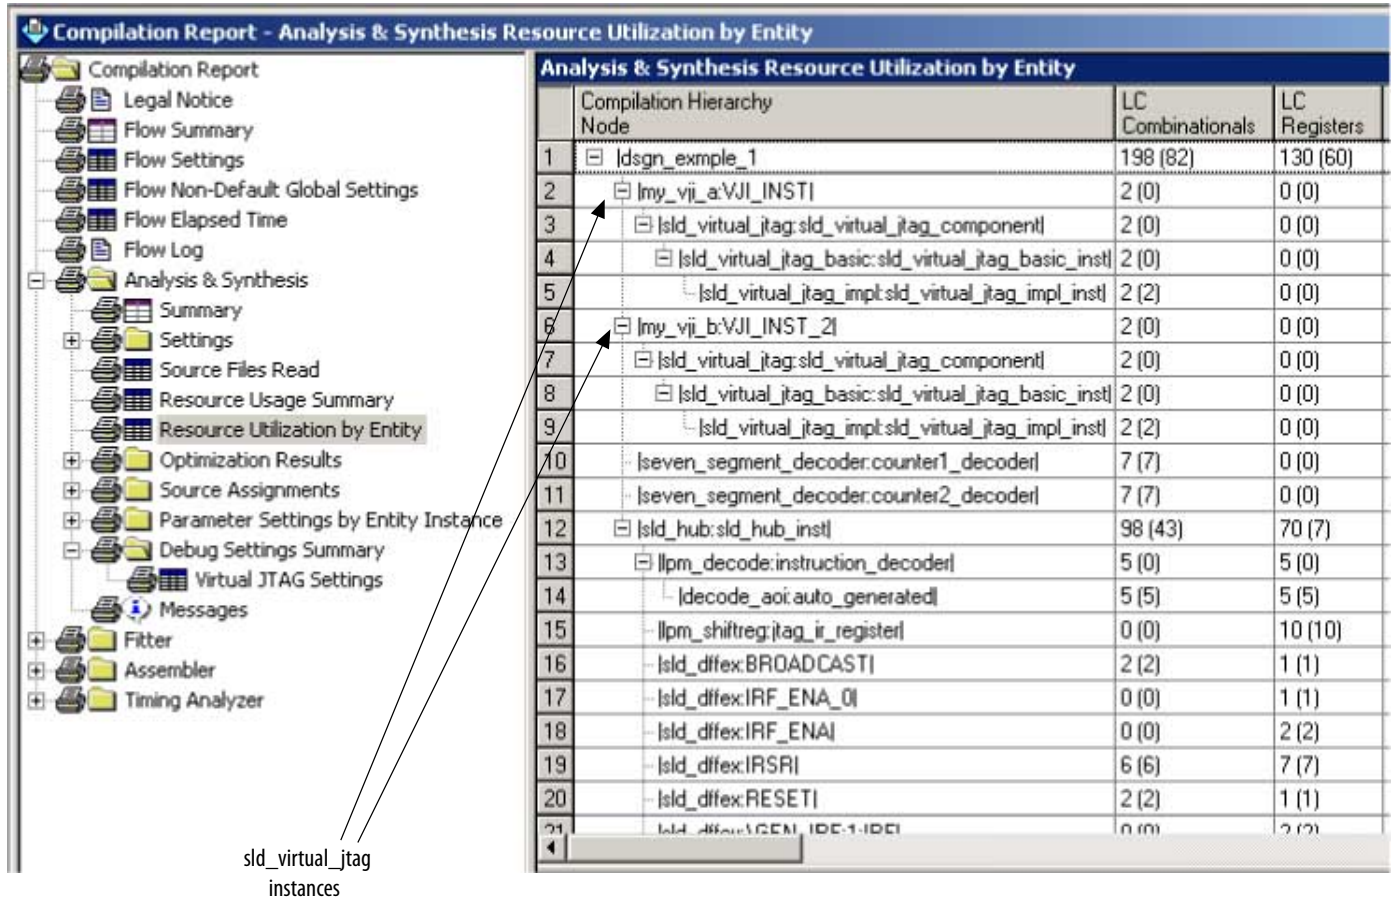 Compilation Report - Analysis & Synthesis Resource Utilization by Entity
Compilation Report
Legal Notice
Flow Summary
Flow Settings
Flow Non-Default Global Settings
Flow Elapsed Time
Flow Log
Analysis & Synthesis
Summary
Settings
Source Files Read
Resource Usage Summary
Resource Utilization by Entity
Optimization Results
Source Assignments
Parameter Settings by Entity Instance
Debug Settings Summary
Virtual JTAG Settings
Messages
Fitter
Assembler
Timing Analyzer
Analysis & Synthesis Resource Utilization by Entity
Compilation Hierarchy Node LC Combinationals LC Registers
1 |dsgn_exmple_1 198 (82) 130 (60)
2 |my_vji_a:VJI_INST| 2 (0) 0 (0)
3 |sld_virtual_jtag:sld_virtual_jtag_component| 2 (0) 0 (0)
4 |sld_virtual_jtag_basic:sld_virtual_jtag_basic_inst| 2 (0) 0 (0)
5 |sld_virtual_jtag_impl:sld_virtual_jtag_impl_inst| 2 (2) 0 (0)
6 |my_vji_b:VJI_INST_2| 2 (0) 0 (0)
7 |sld_virtual_jtag:sld_virtual_jtag_component| 2 (0) 0 (0)
8 |sld_virtual_jtag_basic:sld_virtual_jtag_basic_inst| 2 (0) 0 (0)
9 |sld_virtual_jtag_impl:sld_virtual_jtag_impl_inst| 2 (2) 0 (0)
10 |seven_segment_decoder:counter1_decoder| 7 (7) 0 (0)
11 |seven_segment_decoder:counter2_decoder| 7 (7) 0 (0)
12 |sld_hub:sld_hub_inst| 98 (43) 70 (7)
13 |lpm_decode:instruction_decoder| 5 (0) 5 (0)
14 |decode_aoi:auto_generated| 5 (5) 5 (5)
15 |lpm_shiftreg:jtag_ir_register| 0 (0) 10 (10)
16 |sld_dffex:BROADCAST| 2 (2) 1 (1)
17 |sld_dffex:IRF_ENA_0| 0 (0) 1 (1)
18 |sld_dffex:IRF_ENA| 0 (0) 2 (2)
19 |sld_dffex:IRSR| 6 (6) 7 (7)
20 |sld_dffex:RESET| 2 (2) 1 (1)
21 |sld_dffex:\GEN_IRF:1:IRF| 0 (0) 2 (2)
sld_virtual_jtag
instances